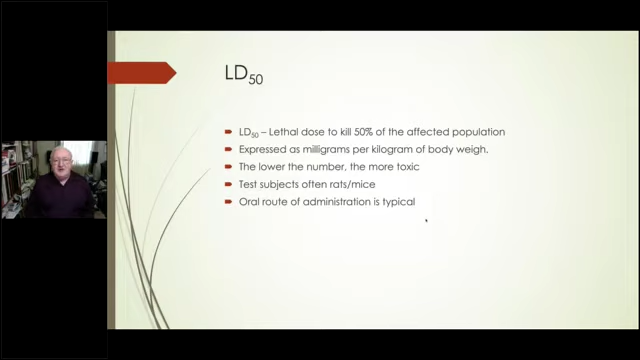 LD50
LD50 – Lethal dose to kill 50% of the affected population
Expressed as milligrams per kilogram of body weigh.
The lower the number, the more toxic
Test subjects often rats/mice
Oral route of administration is typical